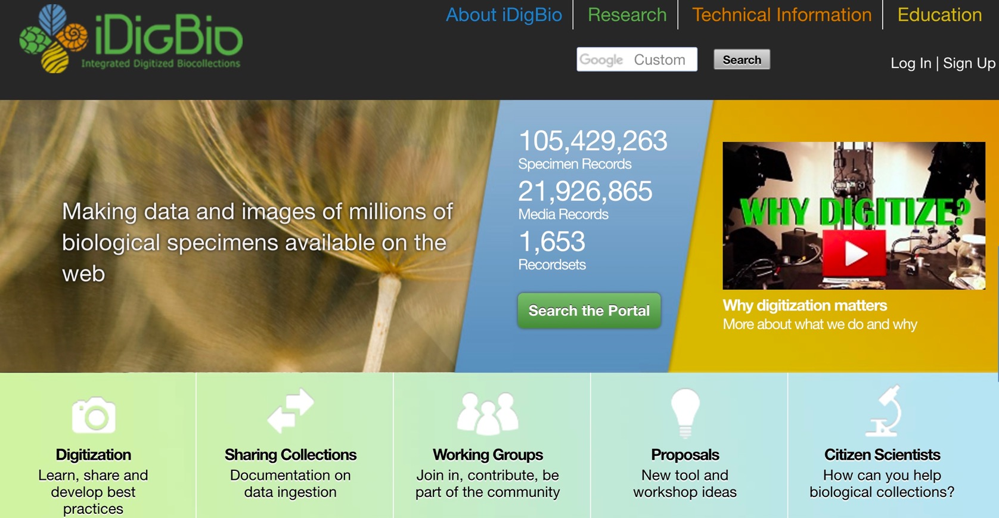 iDigBio
Integrated Digitized Biocollections
About iDigBio
Research
Technical Information
Education
Google Custom
Search
Log In | Sign Up
Making data and images of millions of
biological specimens available on the
web
105,429,263
Specimen Records
21,926,865
Media Records
1,653
Recordsets
Search the Portal
WHY DIGITIZE?
Why digitization matters
More about what we do and why
Digitization
Learn, share and
develop best
practices
Sharing Collections
Documentation on
data ingestion
Working Groups
Join in, contribute, be
part of the community
Proposals
New tool and
workshop ideas
Citizen Scientists
How can you help
biological collections?